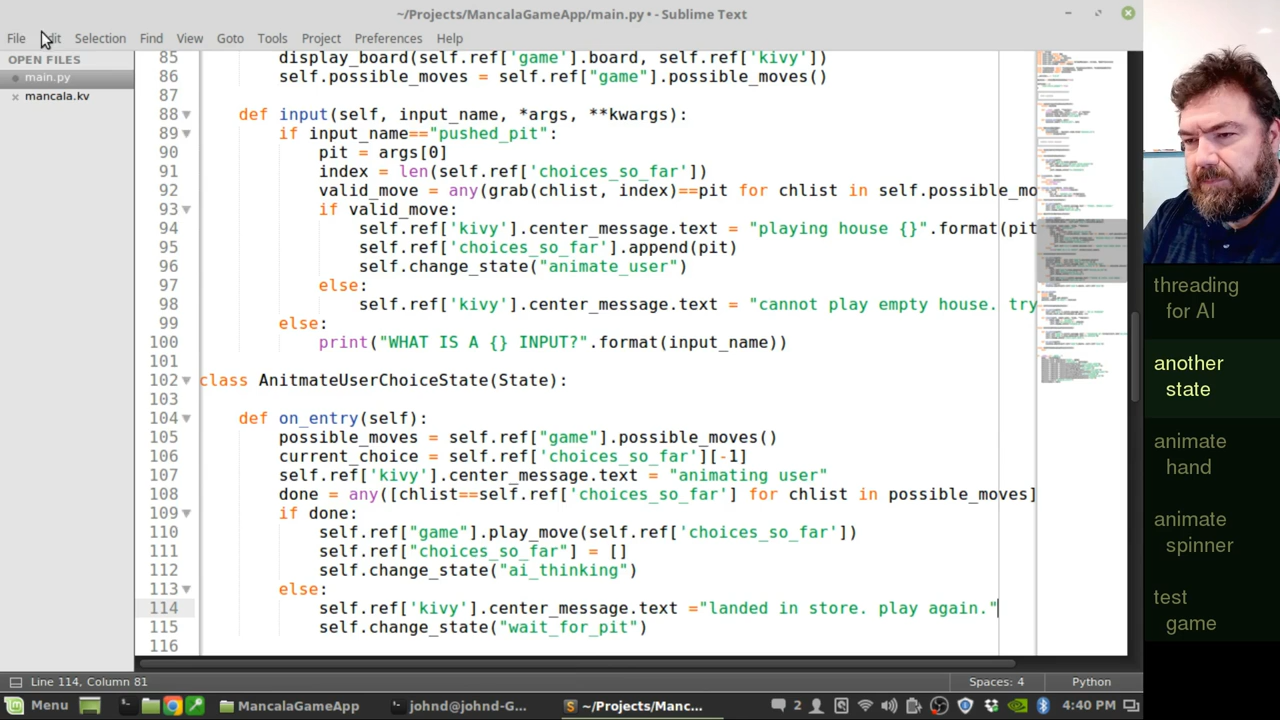 ~/Projects/MancalaGameApp/main.py • - Sublime Text
File Edit Selection Find View Goto Tools Project Preferences Help
OPEN FILES
main.py
mancala.kv
85 display_board(self.ref['game'].board, self.ref['kivy'])
86 self.possible_moves = self.ref["game"].possible_moves()
87
88 def input(self, input_name, *args, **kwargs):
89 if input_name=="pushed_pit":
90 pit = args[0]
91 index = len(self.ref['choices_so_far'])
92 valid_move = any(grab(chlist, index)==pit for chlist in self.possible_mo
93 if valid_move:
94 self.ref['kivy'].center_message.text = "playing house {}".format(pit
95 self.ref['choices_so_far'].append(pit)
96 self.change_state("animate_user")
97 else:
98 self.ref['kivy'].center_message.text = "cannot play empty house. try
99 else:
100 print("WHAT IS A {} INPUT?".format(input_name))
101
102 class AnitmateUserChoiceState(State):
103
104 def on_entry(self):
105 possible_moves = self.ref["game"].possible_moves()
106 current_choice = self.ref['choices_so_far'][-1]
107 self.ref['kivy'].center_message.text = "animating user"
108 done = any([chlist==self.ref['choices_so_far'] for chlist in possible_moves]
109 if done:
110 self.ref["game"].play_move(self.ref['choices_so_far'])
111 self.ref["choices_so_far"] = []
112 self.change_state("ai_thinking")
113 else:
114 self.ref['kivy'].center_message.text ="landed in store. play again."
115 self.change_state("wait_for_pit")
116
threading
for AI
another
state
animate
hand
animate
spinner
test
game
Line 114, Column 81
Spaces: 4
Python
Menu
MancalaGameApp
johnd@johnd-G...
~/Projects/Manc...
2
4:40 PM